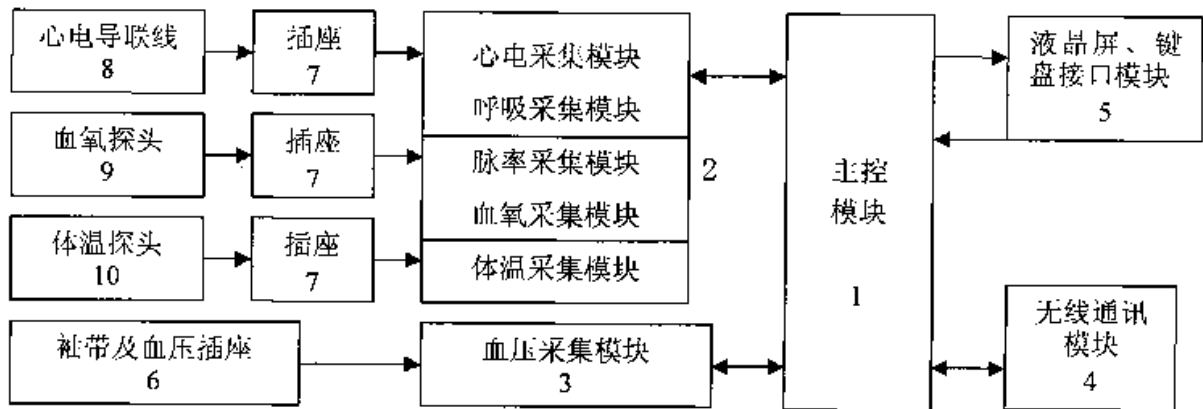 心电导联线
8
插座
7
心电采集模块
呼吸采集模块
血氧探头
9
插座
7
脉率采集模块
血氧采集模块
2
体温探头
10
插座
7
体温采集模块
袖带及血压插座
6
血压采集模块
3
主控
模块
1
液晶屏、键
盘接口模块
5
无线通讯
模块
4